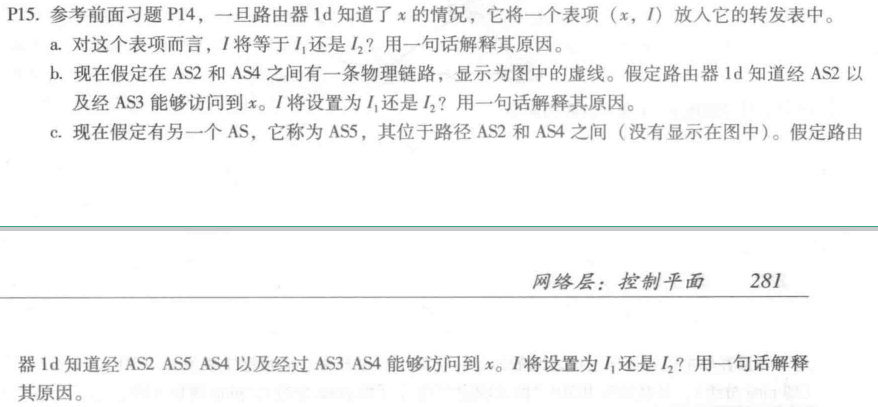 P15. 参考前面习题 P14，一旦路由器 1d 知道了 x 的情况，它将一个表项（x，I）放入它的转发表中。
a. 对这个表项而言，I 将等于 I₁还是 I₂？用一句话解释其原因。
b. 现在假定在 AS2 和 AS4 之间有一条物理链路，显示为图中的虚线。假定路由器 1d 知道经 AS2 以
及经 AS3 能够访问到 x。I 将设置为 I₁还是 I₂？用一句话解释其原因。
c. 现在假定有另一个 AS，它称为 AS5，其位于路径 AS2 和 AS4 之间（没有显示在图中）。假定路由
网络层：控制平面 281
器 1d 知道经 AS2 AS5 AS4 以及经过 AS3 AS4 能够访问到 x。I 将设置为 I₁还是 I₂？用一句话解释
其原因。